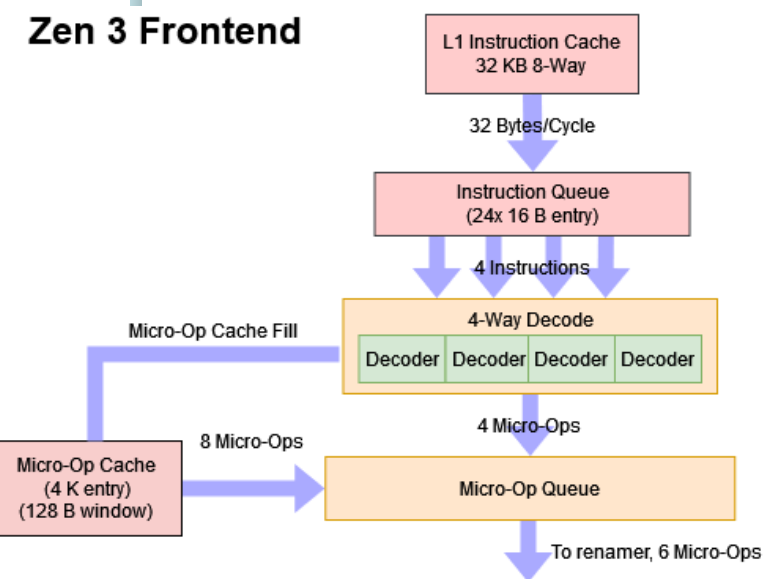 Zen 3 Frontend
L1 Instruction Cache
32 KB 8-Way
32 Bytes/Cycle
Instruction Queue
(24x 16 B entry)
4 Instructions
4-Way Decode
Decoder Decoder Decoder Decoder
Micro-Op Cache Fill
4 Micro-Ops
8 Micro-Ops
Micro-Op Cache
(4 K entry)
(128 B window)
Micro-Op Queue
To renamer, 6 Micro-Ops